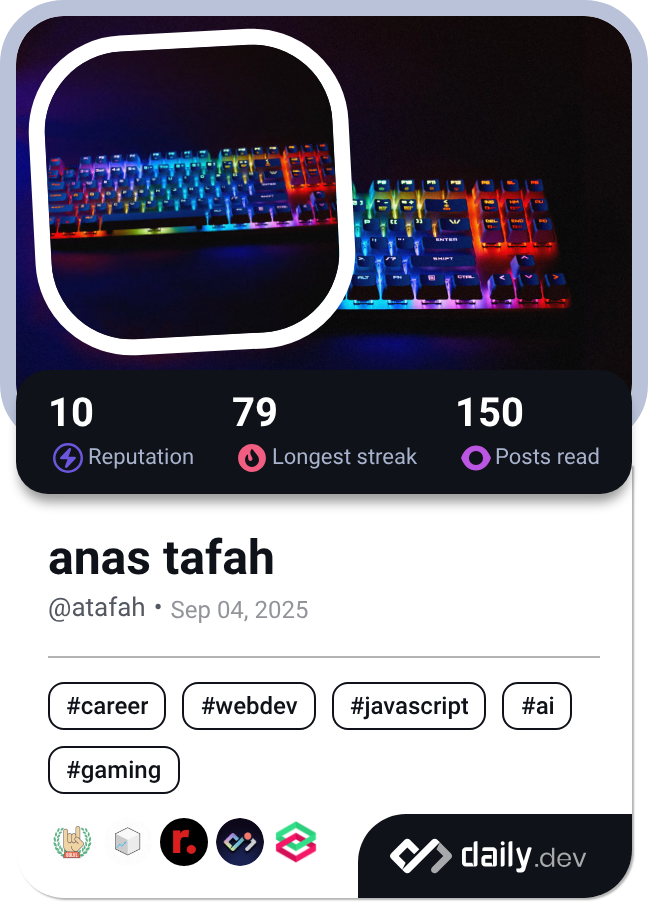 10 79 150
Reputation Longest streak Posts read
anas tafah
@atafah • Sep 04, 2025
#career #webdev #javascript #ai
#gaming
r.
daily.dev